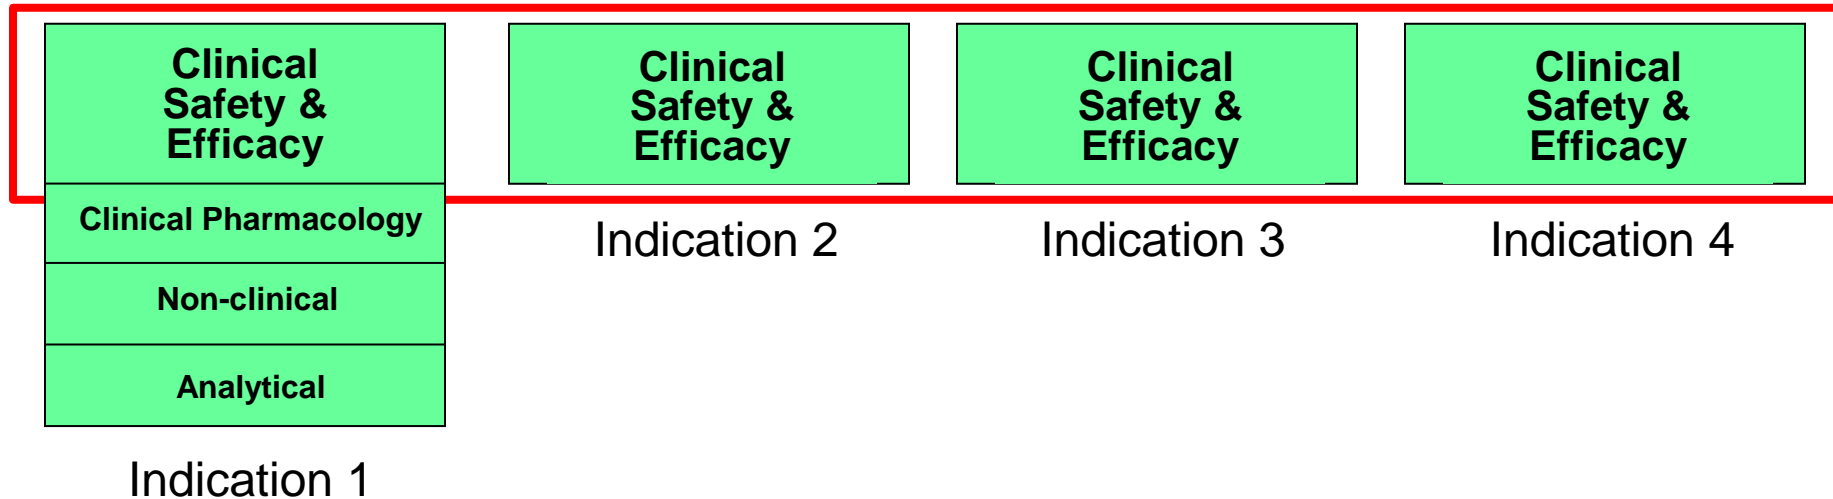 Clinical
Safety &
Efficacy
Clinical Pharmacology
Non-clinical
Analytical
Indication 1
Clinical
Safety &
Efficacy
Indication 2
Clinical
Safety &
Efficacy
Indication 3
Clinical
Safety &
Efficacy
Indication 4